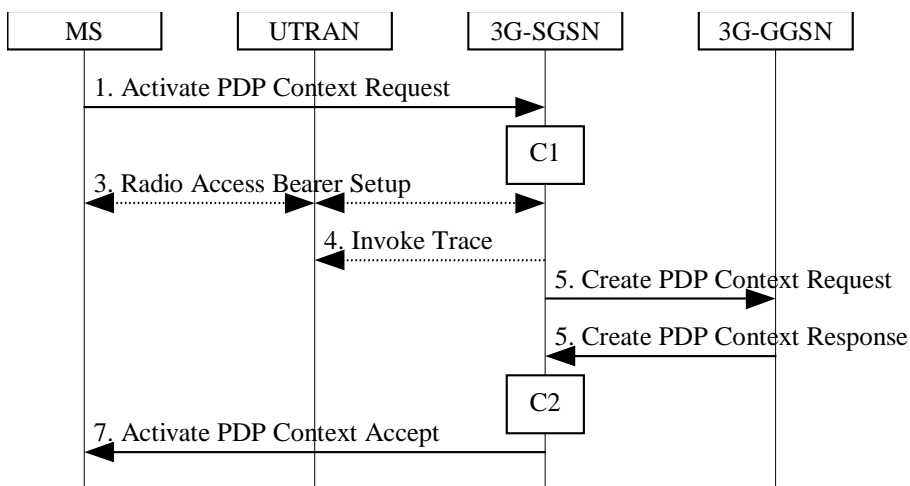 MS
UTRAN
3G-SGSN
3G-GGSN
1. Activate PDP Context Request
C1
3. Radio Access Bearer Setup
4. Invoke Trace
5. Create PDP Context Request
5. Create PDP Context Response
C2
7. Activate PDP Context Accept